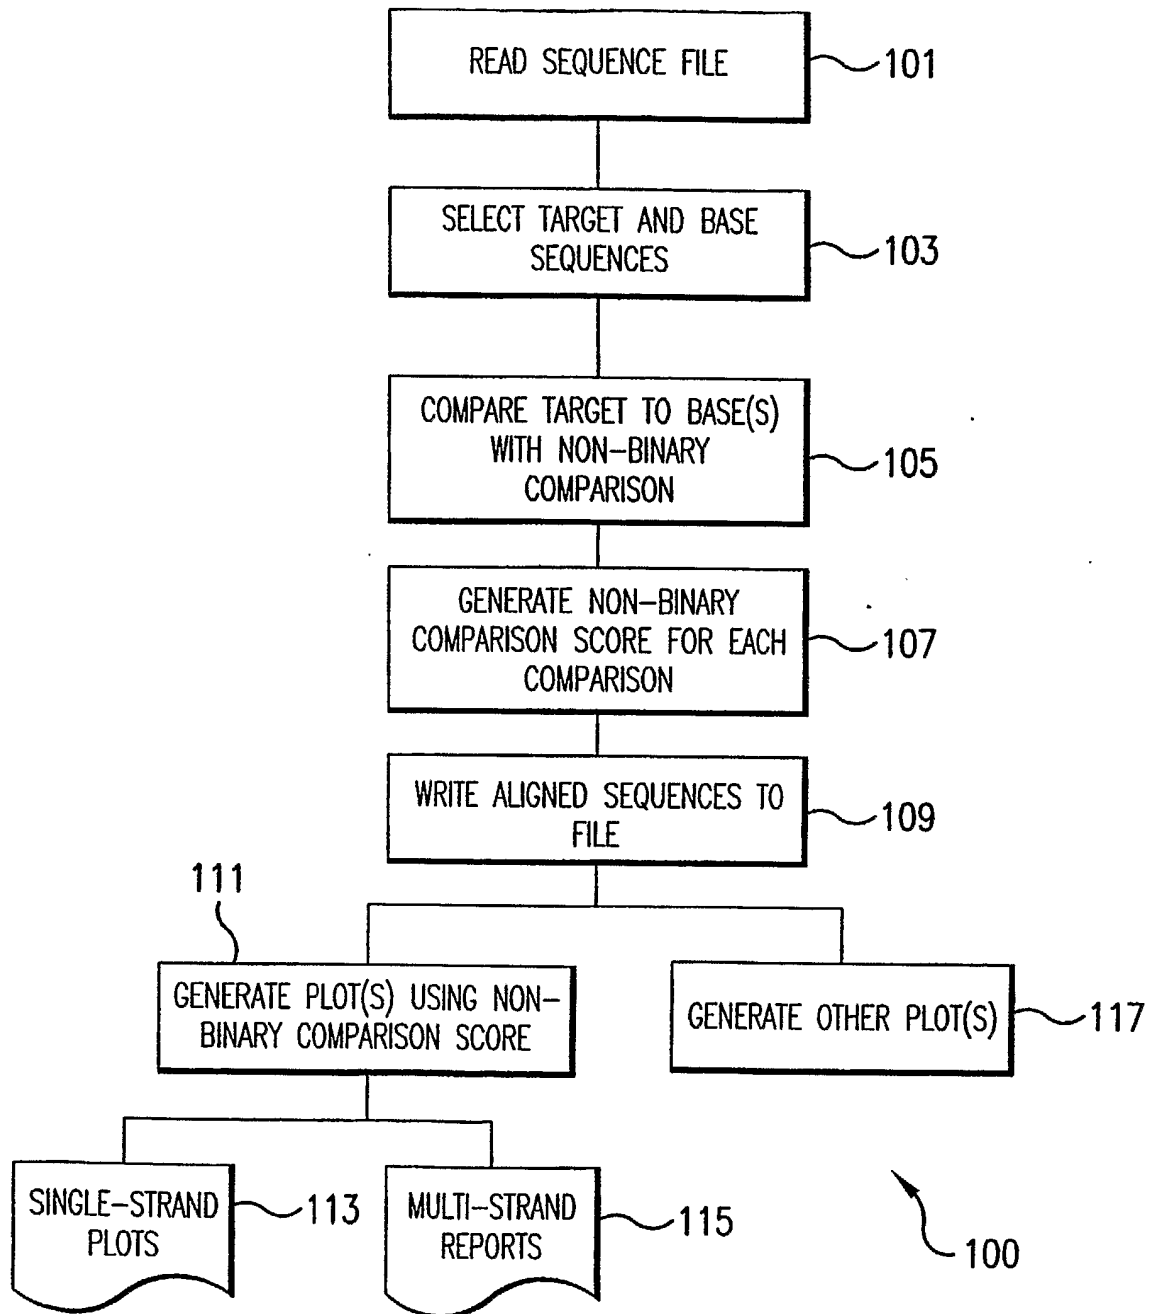 READ SEQUENCE FILE
101
SELECT TARGET AND BASE
SEQUENCES
103
COMPARE TARGET TO BASE(S)
WITH NON-BINARY
COMPARISON
105
GENERATE NON-BINARY
COMPARISON SCORE FOR EACH
COMPARISON
107
WRITE ALIGNED SEQUENCES TO
FILE
109
111
GENERATE PLOT(S) USING NON-
BINARY COMPARISON SCORE
GENERATE OTHER PLOT(S)
117
SINGLE-STRAND
PLOTS
113
MULTI-STRAND
REPORTS
115
100